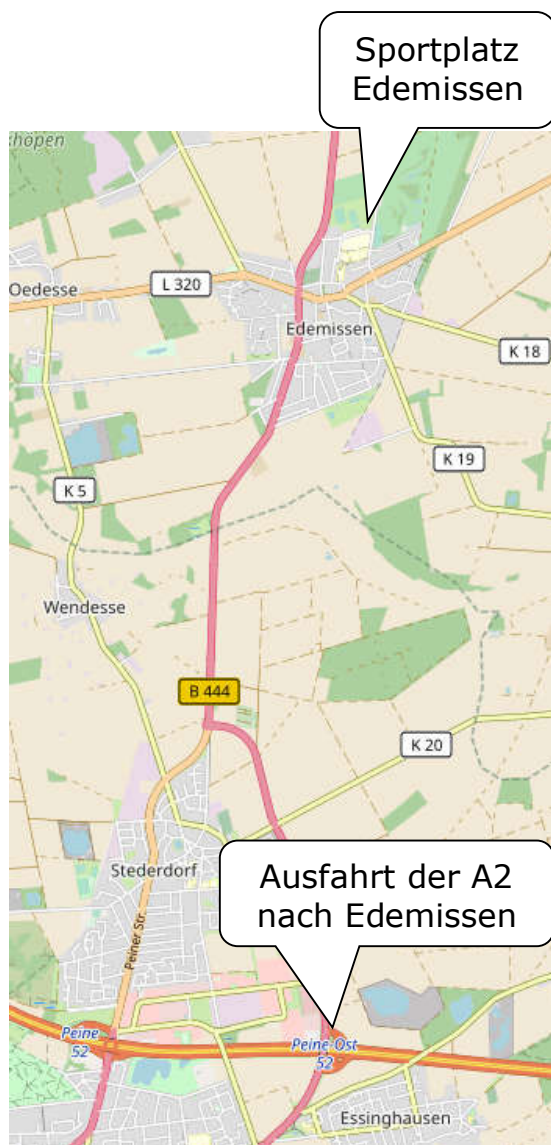 Sportplatz
Edemissen
khöpen
L 320
Oedesse
Edemissen
K 18
K 19
K 5
Wendesse
B 444
K 20
Stederdorf
Ausfahrt der A2
nach Edemissen
Peiner Str.
Peine
52
Peine-Ost
52
Essinghausen